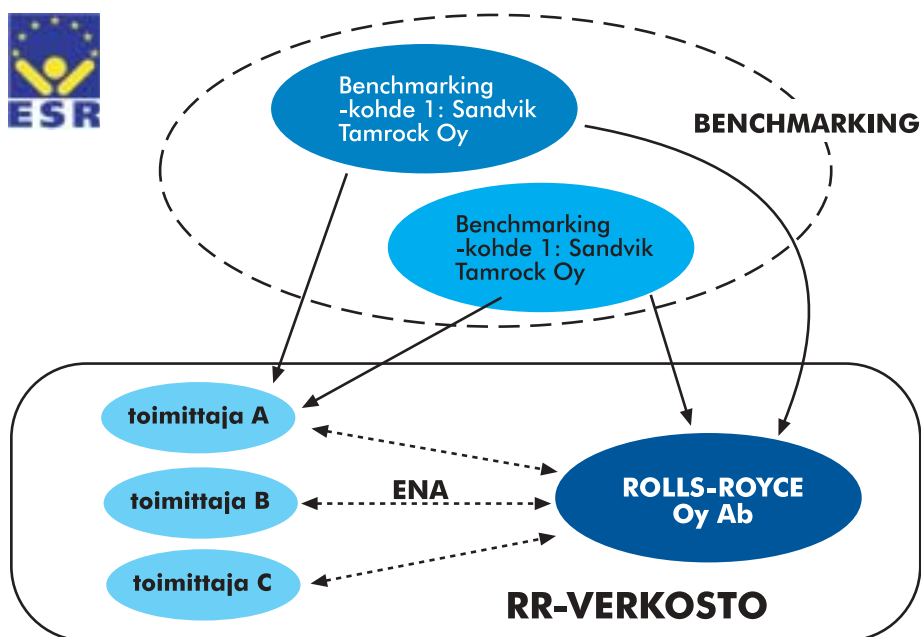 ESR
Benchmarking
-kohde 1: Sandvik
Tamrock Oy
BENCHMARKING
Benchmarking
-kohde 1: Sandvik
Tamrock Oy
toimittaja A
toimittaja B
ENA
ROLLS-ROYCE
Oy Ab
toimittaja C
RR-VERKOSTO